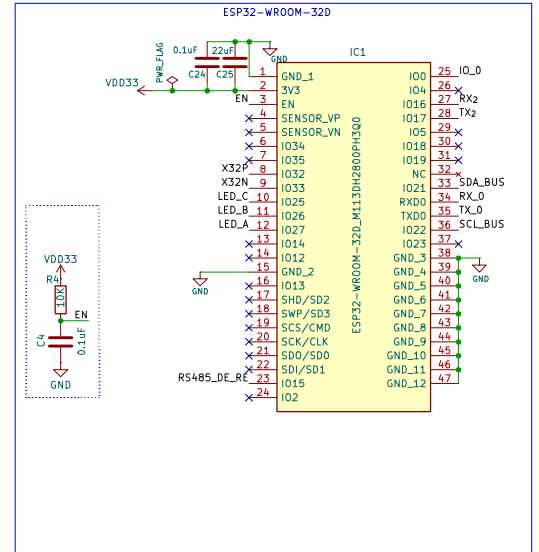 ESP32-WROOM-32D
PWR_FLAG
0.1uF
22uF
C24
C25
GND
VDD33
IC1
ESP32-WROOM-32D_M113DH2800PH3Q0
1 GND_1
2 3V3
EN 3 EN
4 SENSOR_VP
5 SENSOR_VN
6 IO34
7 IO35
X32P 8 IO32
X32N 9 IO33
LED_C 10 IO25
LED_B 11 IO26
LED_A 12 IO27
13 IO14
14 IO12
15 GND_2
GND
16 IO13
17 SHD/SD2
18 SWP/SD3
19 SCS/CMD
20 SCK/CLK
21 SDO/SD0
22 SDI/SD1
RS485_DE_RE 23 IO15
24 IO2
IO0 25 IO_0
IO4 26
IO16 27 RX2
IO17 28 TX2
IO5 29
IO18 30
IO19 31
NC 32
IO21 33 SDA_BUS
RXD0 34 RX_0
TXD0 35 TX_0
IO22 36 SCL_BUS
IO23 37
GND_3 38
GND_4 39
GND_5 40
GND_6 41
GND_7 42
GND_8 43
GND_9 44
GND_10 45
GND_11 46
GND_12 47
GND
VDD33
R4
10K
EN
C4
0.1uF
GND